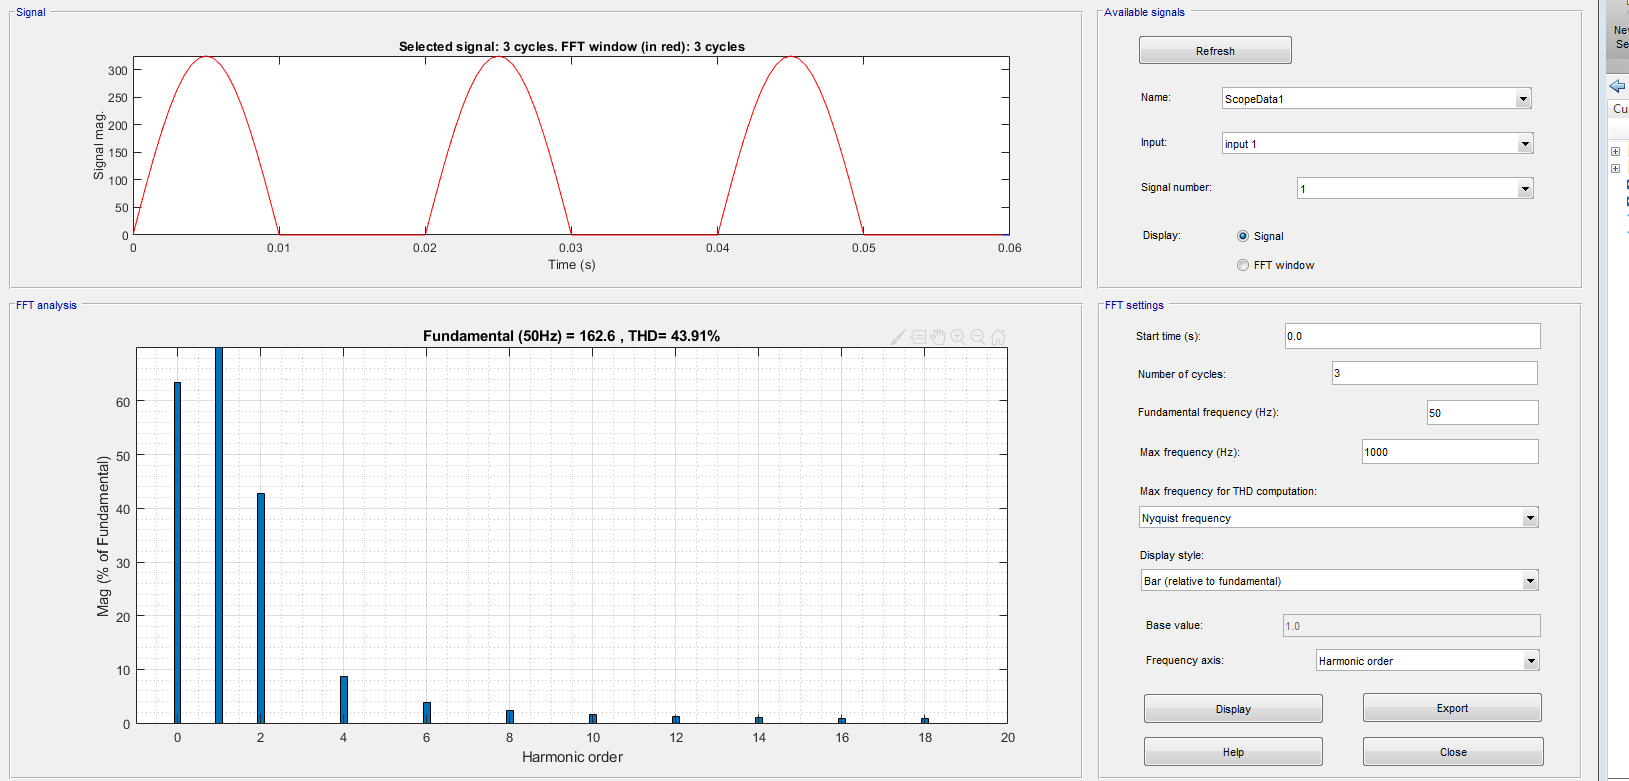 Signal
Selected signal: 3 cycles. FFT window (in red): 3 cycles
Signal mag.
300
250
200
150
100
50
0
0 0.01 0.02 0.03 0.04 0.05 0.06
Time (s)
FFT analysis
Fundamental (50Hz) = 162.6 , THD= 43.91%
Mag (% of Fundamental)
60
50
40
30
20
10
0
0 2 4 6 8 10 12 14 16 18 20
Harmonic order
Available signals
Refresh
Name: ScopeData1
Input: input 1
Signal number: 1
Display: Signal
FFT window
FFT settings
Start time (s): 0.0
Number of cycles: 3
Fundamental frequency (Hz): 50
Max frequency (Hz): 1000
Max frequency for THD computation:
Nyquist frequency
Display style:
Bar (relative to fundamental)
Base value: 1.0
Frequency axis: Harmonic order
Display Export
Help Close